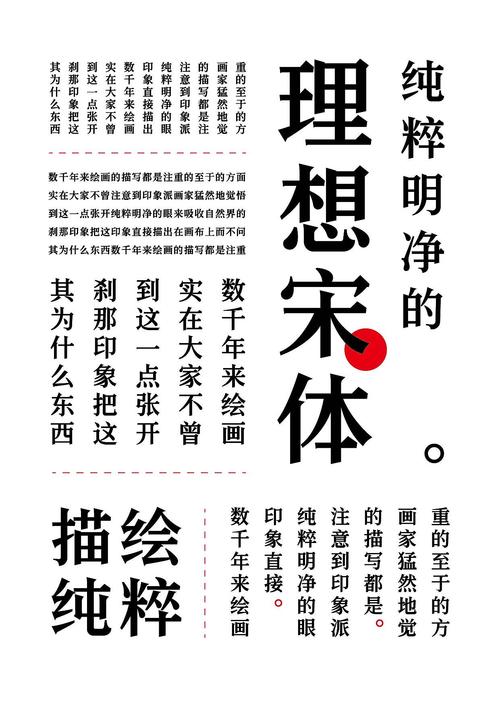 纯粹明净的。
理想宋体
重的至于的方
画家猛然地觉
的描写都是注
注意到印象派
纯粹明净的眼
印象直接描出
数千年来绘画
实在大家不曾
到这一点张开
刹那印象把这
其为什么东西
数千年来绘画的描写都是注重的至于的方面
实在大家不曾注意到印象派画家猛然地觉悟
到这一点张开纯粹明净的眼来吸收自然界的
刹那印象把这印象直接描出在画布上而不问
其为什么东西数千年来绘画的描写都是注重
数千年来绘画
实在大家不曾
到这一点张开
刹那印象把这
其为什么东西
重的至于的方
画家猛然地觉
的描写都是。
注意到印象派
纯粹明净的眼
印象直接。
数千年来绘画
描绘
纯粹